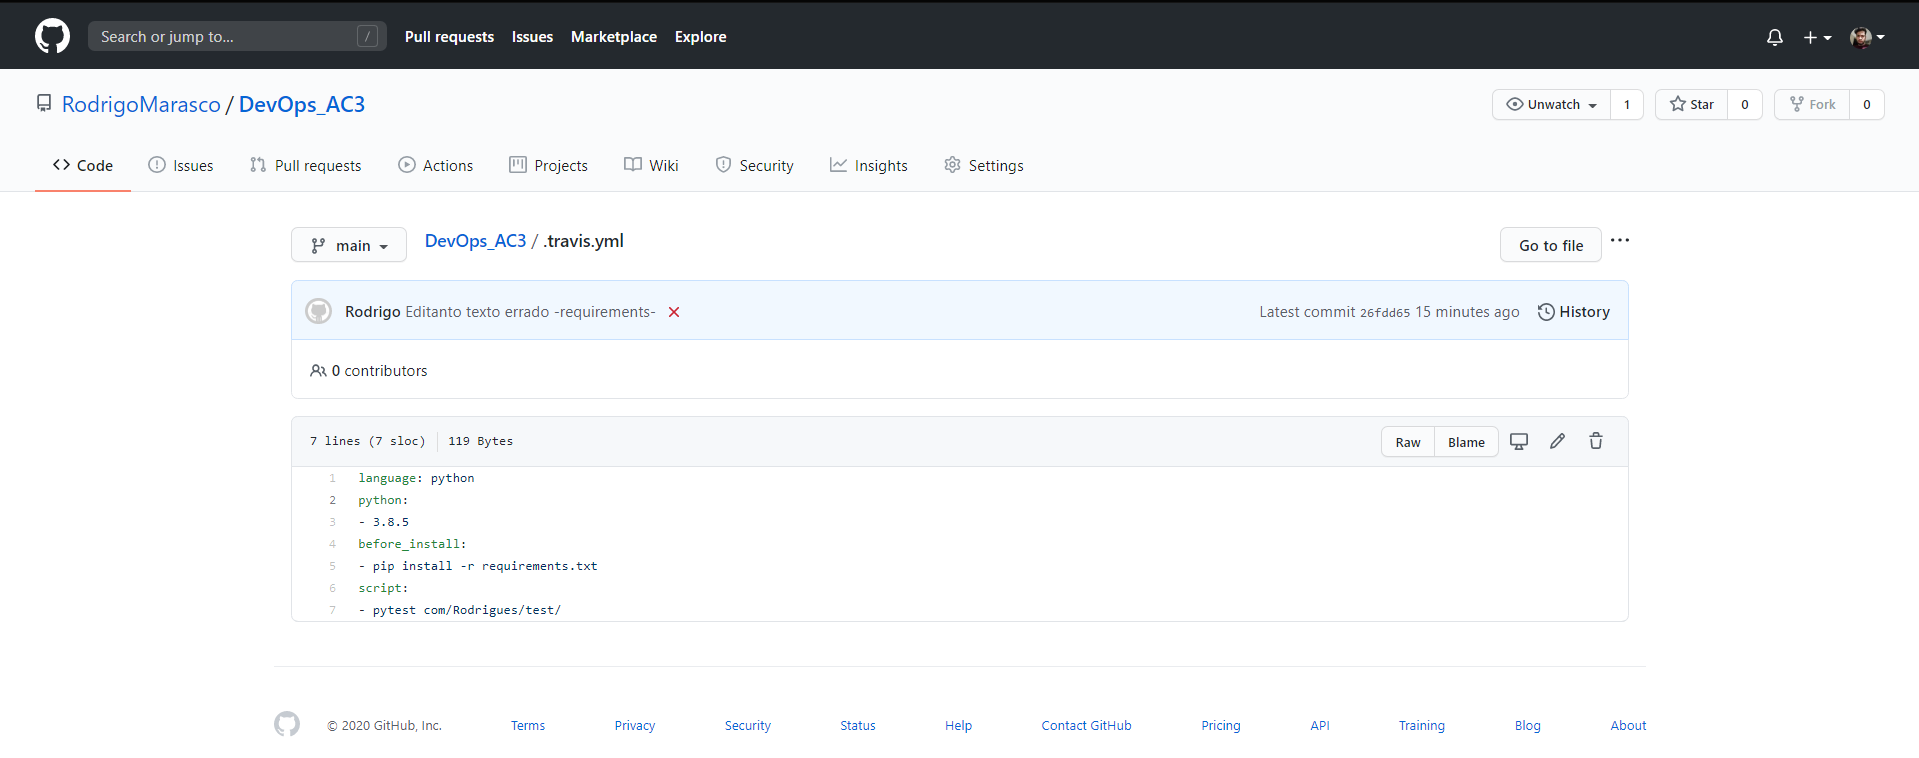 Search or jump to... /
Pull requests Issues Marketplace Explore
RodrigoMarasco / DevOps_AC3
Unwatch 1 Star 0 Fork 0
Code Issues Pull requests Actions Projects Wiki Security Insights Settings
main DevOps_AC3 / .travis.yml Go to file ...
Rodrigo Editanto texto errado -requirements- Latest commit 26fdd65 15 minutes ago History
0 contributors
7 lines (7 sloc) 119 Bytes Raw Blame
1 language: python
2 python:
3 - 3.8.5
4 before_install:
5 - pip install -r requirements.txt
6 script:
7 - pytest com/Rodrigues/test/
© 2020 GitHub, Inc. Terms Privacy Security Status Help Contact GitHub Pricing API Training Blog About